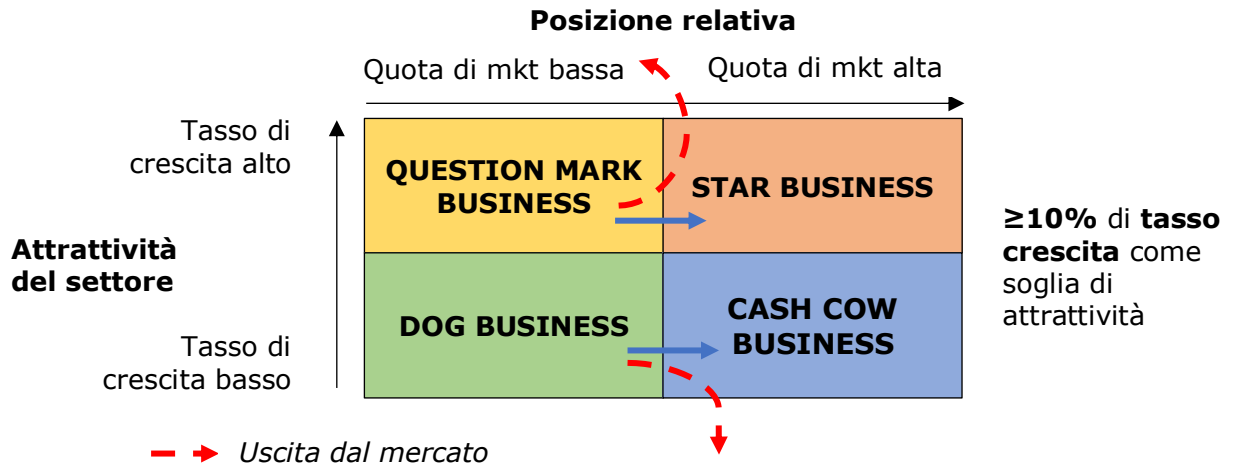 Posizione relativa
Quota di mkt bassa
Quota di mkt alta
Tasso di
crescita alto
QUESTION MARK
BUSINESS
STAR BUSINESS
Attrattività
del settore
≥10% di tasso
crescita come
soglia di
attrattività
DOG BUSINESS
CASH COW
BUSINESS
Tasso di
crescita basso
Uscita dal mercato